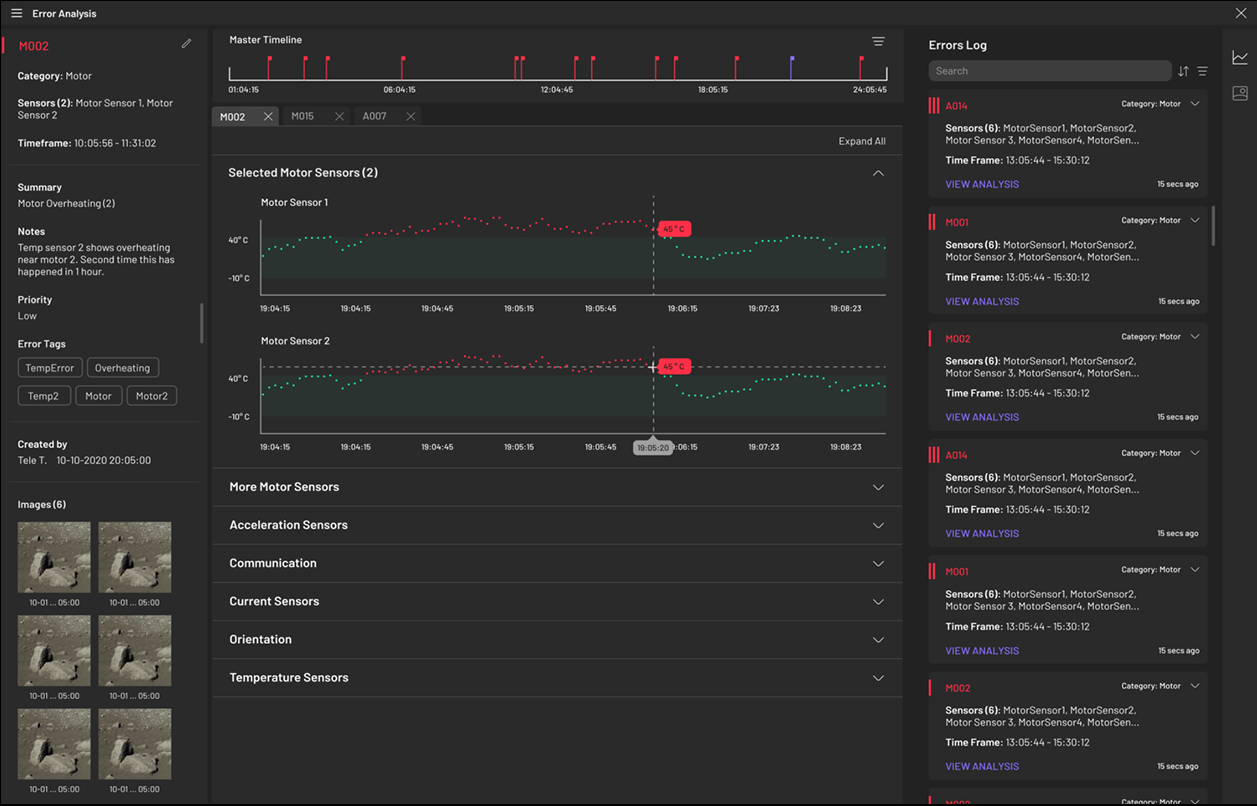 Error Analysis
M002
Category: Motor
Sensors (2): Motor Sensor 1, Motor
Sensor 2
Timeframe: 10:05:56 - 11:31:02
Summary
Motor Overheating (2)
Notes
Temp sensor 2 shows overheating
near motor 2. Second time this has
happened in 1 hour.
Priority
Low
Error Tags
TempError Overheating
Temp2 Motor Motor2
Created by
Tele T. 10-10-2020 20:05:00
Images (6)
10-01 ... 05:00 10-01 ... 05:00
10-01 ... 05:00 10-01 ... 05:00
10-01 ... 05:00 10-01 ... 05:00
Master Timeline
01:04:15 06:04:15 12:04:45 18:05:15 24:05:45
M002 M015 A007
Expand All
Selected Motor Sensors (2)
Motor Sensor 1
45° C
40° C
-10° C
19:04:15 19:04:15 19:04:45 19:05:15 19:05:45 19:06:15 19:07:23 19:08:23
Motor Sensor 2
45° C
40° C
-10° C
19:04:15 19:04:15 19:04:45 19:05:15 19:05:45 19:05:20 :06:15 19:07:23 19:08:23
More Motor Sensors
Acceleration Sensors
Communication
Current Sensors
Orientation
Temperature Sensors
Errors Log
Search
A014 Category: Motor
Sensors (6): MotorSensor1, MotorSensor2,
Motor Sensor 3, MotorSensor4, MotorSen...
Time Frame: 13:05:44 - 15:30:12
VIEW ANALYSIS 15 secs ago
M001 Category: Motor
Sensors (6): MotorSensor1, MotorSensor2,
Motor Sensor 3, MotorSensor4, MotorSen...
Time Frame: 13:05:44 - 15:30:12
VIEW ANALYSIS 15 secs ago
M002 Category: Motor
Sensors (6): MotorSensor1, MotorSensor2,
Motor Sensor 3, MotorSensor4, MotorSen...
Time Frame: 13:05:44 - 15:30:12
VIEW ANALYSIS 15 secs ago
A014 Category: Motor
Sensors (6): MotorSensor1, MotorSensor2,
Motor Sensor 3, MotorSensor4, MotorSen...
Time Frame: 13:05:44 - 15:30:12
VIEW ANALYSIS 15 secs ago
M001 Category: Motor
Sensors (6): MotorSensor1, MotorSensor2,
Motor Sensor 3, MotorSensor4, MotorSen...
Time Frame: 13:05:44 - 15:30:12
VIEW ANALYSIS 15 secs ago
M002 Category: Motor
Sensors (6): MotorSensor1, MotorSensor2,
Motor Sensor 3, MotorSensor4, MotorSen...
Time Frame: 13:05:44 - 15:30:12
VIEW ANALYSIS 15 secs ago
M002 Category: Motor